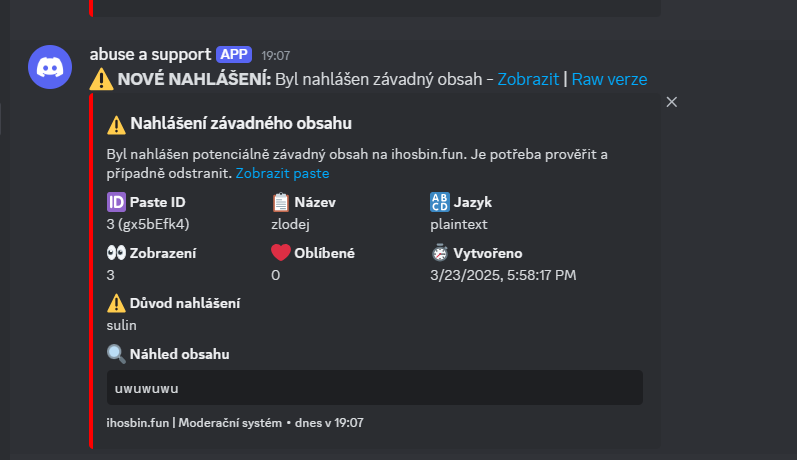 abuse a support APP 19:07
⚠️ NOVÉ NAHLÁŠENÍ: Byl nahlášen závadný obsah - Zobrazit | Raw verze
⚠️ Nahlášení závadného obsahu
Byl nahlášen potenciálně závadný obsah na ihosbin.fun. Je potřeba prověřit a
případně odstranit. Zobrazit paste
🆔 Paste ID 📋 Název 🔠 Jazyk
3 (gx5bEfk4) zlodej plaintext
👀 Zobrazení ❤️ Oblíbené ⏱️ Vytvořeno
3 0 3/23/2025, 5:58:17 PM
⚠️ Důvod nahlášení
sulin
🔍 Náhled obsahu
uwuwuwu
ihosbin.fun | Moderační systém • dnes v 19:07